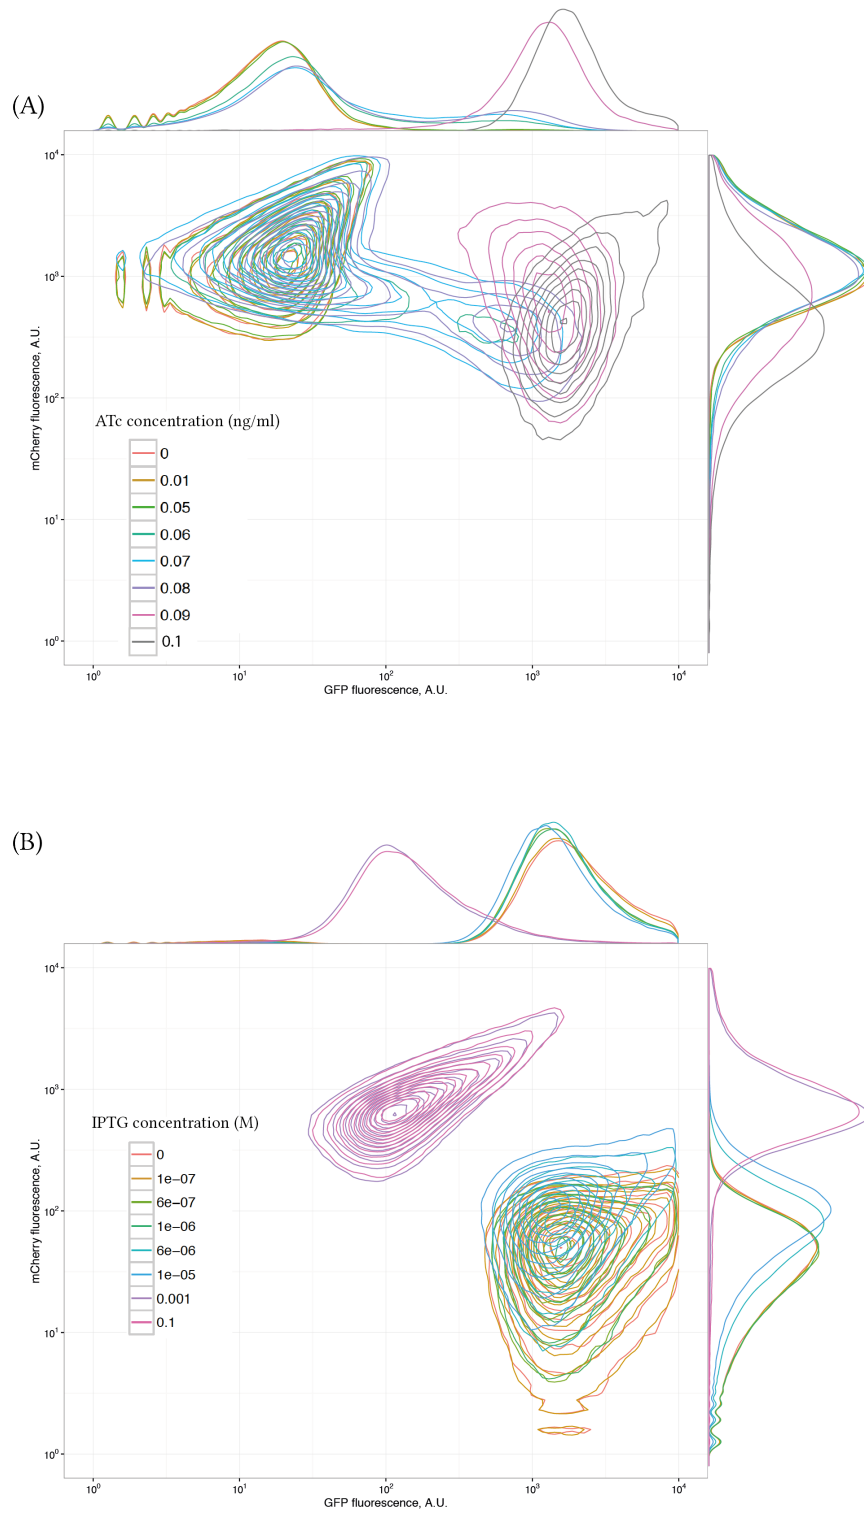 (A)
10⁴
10³
10²
10¹
10⁰
mCherry fluorescence, A.U.
ATc concentration (ng/ml)
0
0.01
0.05
0.06
0.07
0.08
0.09
0.1
10⁰ 10¹ 10² 10³ 10⁴
GFP fluorescence, A.U.
(B)
10⁴
10³
10²
10¹
10⁰
mCherry fluorescence, A.U.
IPTG concentration (M)
0
1e−07
6e−07
1e−06
6e−06
1e−05
0.001
0.1
10⁰ 10¹ 10² 10³ 10⁴
GFP fluorescence, A.U.